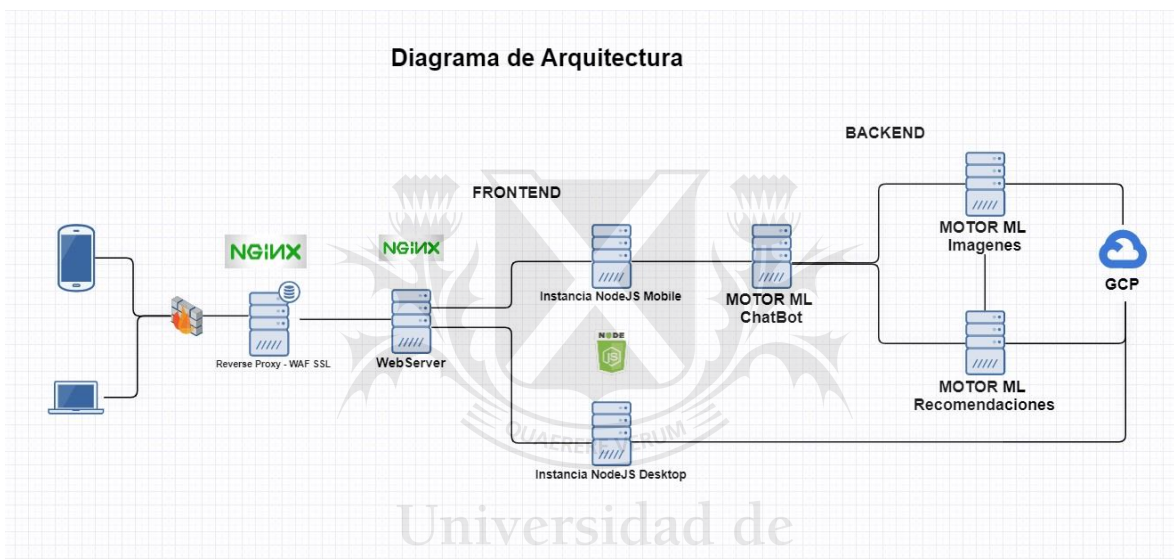 Diagrama de Arquitectura
BACKEND
FRONTEND
NGINX
NGINX
MOTOR ML
Imagenes
GCP
Instancia NodeJS Mobile
MOTOR ML
ChatBot
Reverse Proxy - WAF SSL
WebServer
NODE
JS
MOTOR ML
Recomendaciones
QUAERERE VERUM
Instancia NodeJS Desktop
Universidad de